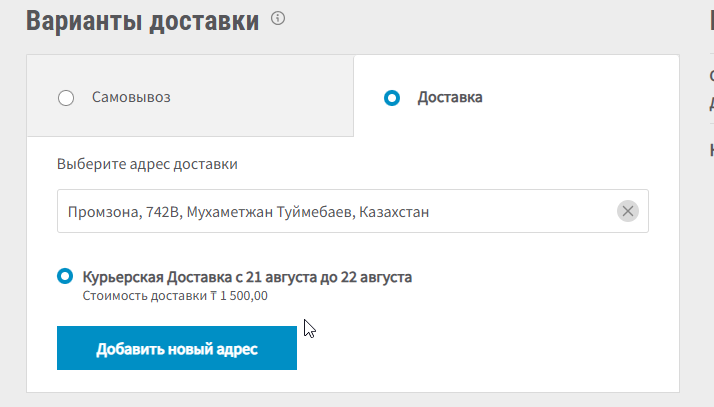 Варианты доставки
Самовывоз
Доставка
Выберите адрес доставки
Промзона, 742В, Мухаметжан Туймебаев, Казахстан
Курьерская Доставка с 21 августа до 22 августа
Стоимость доставки ₸ 1 500,00
Добавить новый адрес